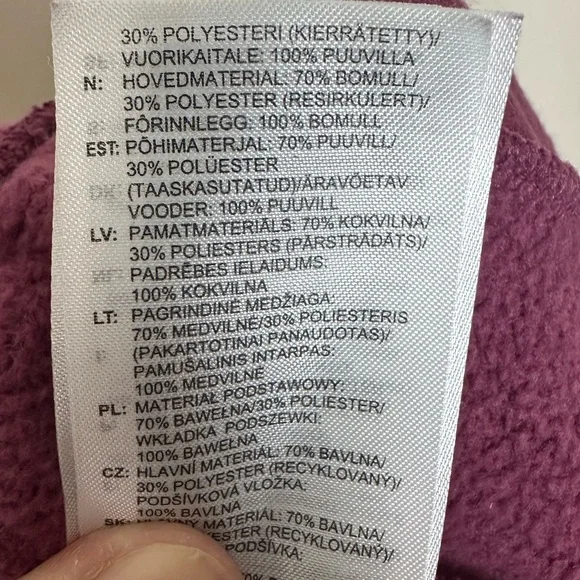 30% POLYESTERI (KIERRÄTETTY)/
VUORIKAITALE: 100% PUUVILLA
N: HOVEDMATERIAL: 70% BOMULL/
30% POLYESTER (RESIRKULERT)/
FÔRINNLEGG: 100% BOMULL
EST: PÕHIMATERJAL: 70% PUUVILL/
30% POLÜESTER
(TAASKASUTATUD)/ÄRAVÕETAV
VOODER: 100% PUUVILL
LV: PAMATMATERIĀLS: 70% KOKVILNA/
30% POLIESTERS (PĀRSTRĀDĀTS)/
PADRĒBES IELAIDUMS:
100% KOKVILNA
LT: PAGRINDINĖ MEDŽIAGA:
70% MEDVILNĖ/30% POLIESTERIS
(PAKARTOTINAI PANAUDOTAS)/
PAMUŠALINIS INTARPAS:
100% MEDVILNĖ
PL: MATERIAŁ PODSTAWOWY:
70% BAWEŁNA/30% POLIESTER/
WKŁADKA PODSZEWKI:
100% BAWEŁNA
CZ: HLAVNÍ MATERIÁL: 70% BAVLNA/
30% POLYESTER (RECYKLOVANÝ)/
PODŠÍVKOVÁ VLOŽKA:
100% BAVLNA
SK: HLAVNÝ MATERIÁL: 70% BAVLNA/
POLYESTER (RECYKLOVANÝ)/
PODŠÍVKA: